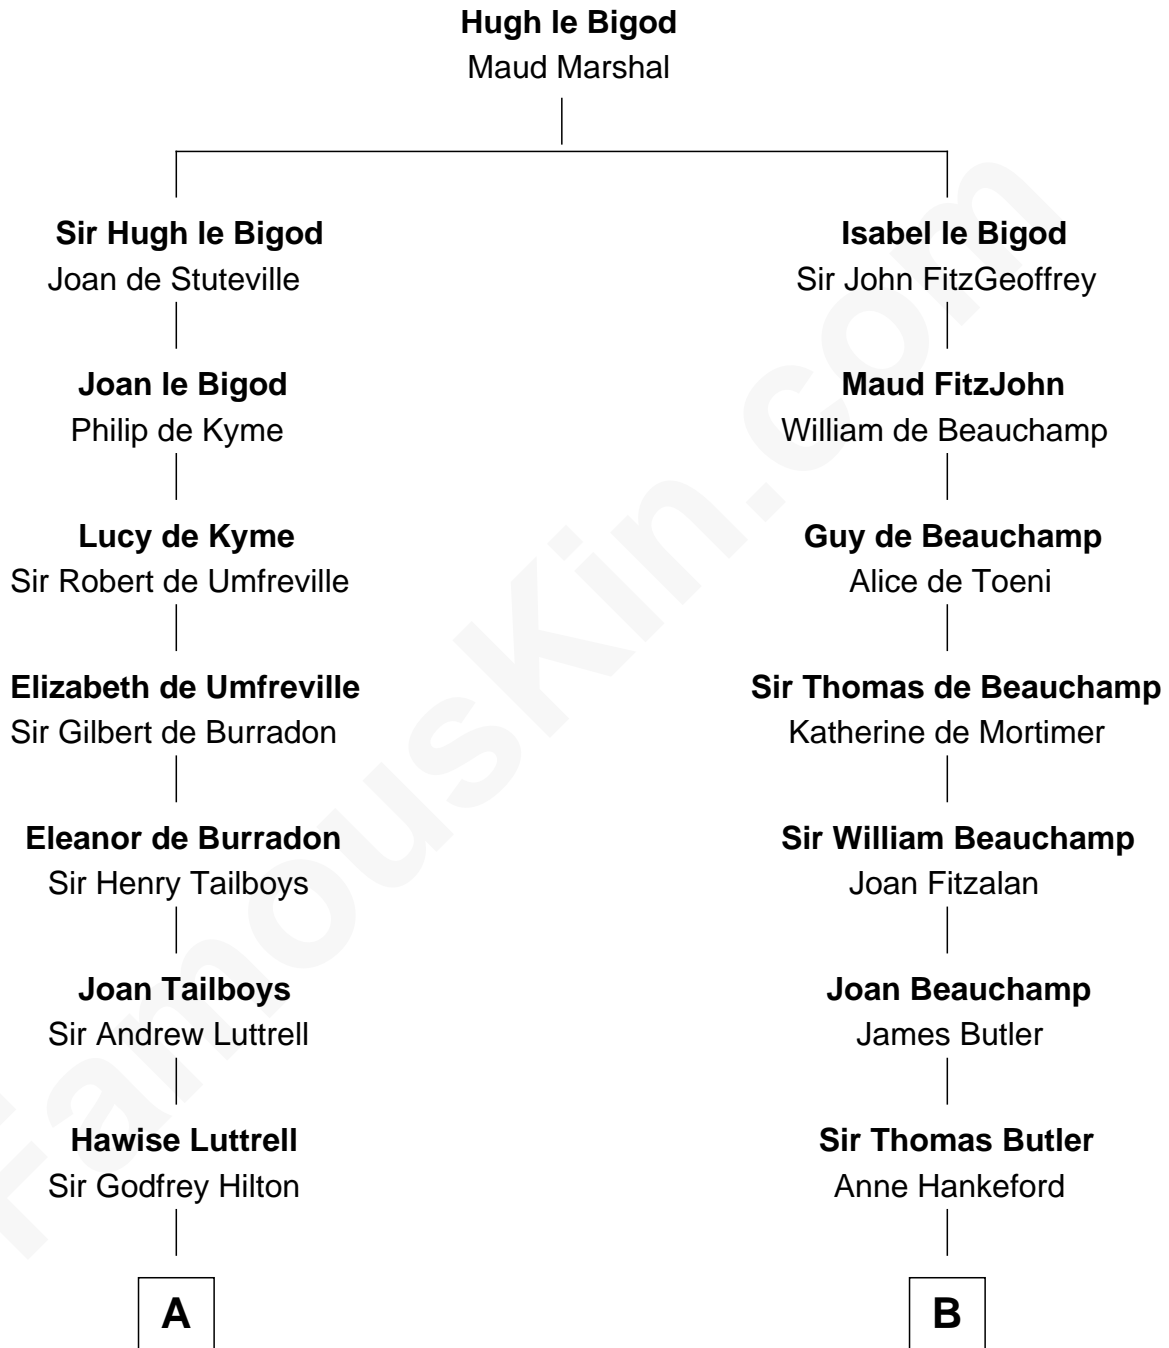 Hugh le Bigod
Maud Marshal
Sir Hugh le Bigod
Joan de Stuteville
Joan le Bigod
Philip de Kyme
Lucy de Kyme
Sir Robert de Umfreville
Elizabeth de Umfreville
Sir Gilbert de Burradon
Eleanor de Burradon
Sir Henry Tailboys
Joan Tailboys
Sir Andrew Luttrell
Hawise Luttrell
Sir Godfrey Hilton
A
Isabel le Bigod
Sir John FitzGeoffrey
Maud FitzJohn
William de Beauchamp
Guy de Beauchamp
Alice de Toeni
Sir Thomas de Beauchamp
Katherine de Mortimer
Sir William Beauchamp
Joan Fitzalan
Joan Beauchamp
James Butler
Sir Thomas Butler
Anne Hankeford
B
FamousKin.com